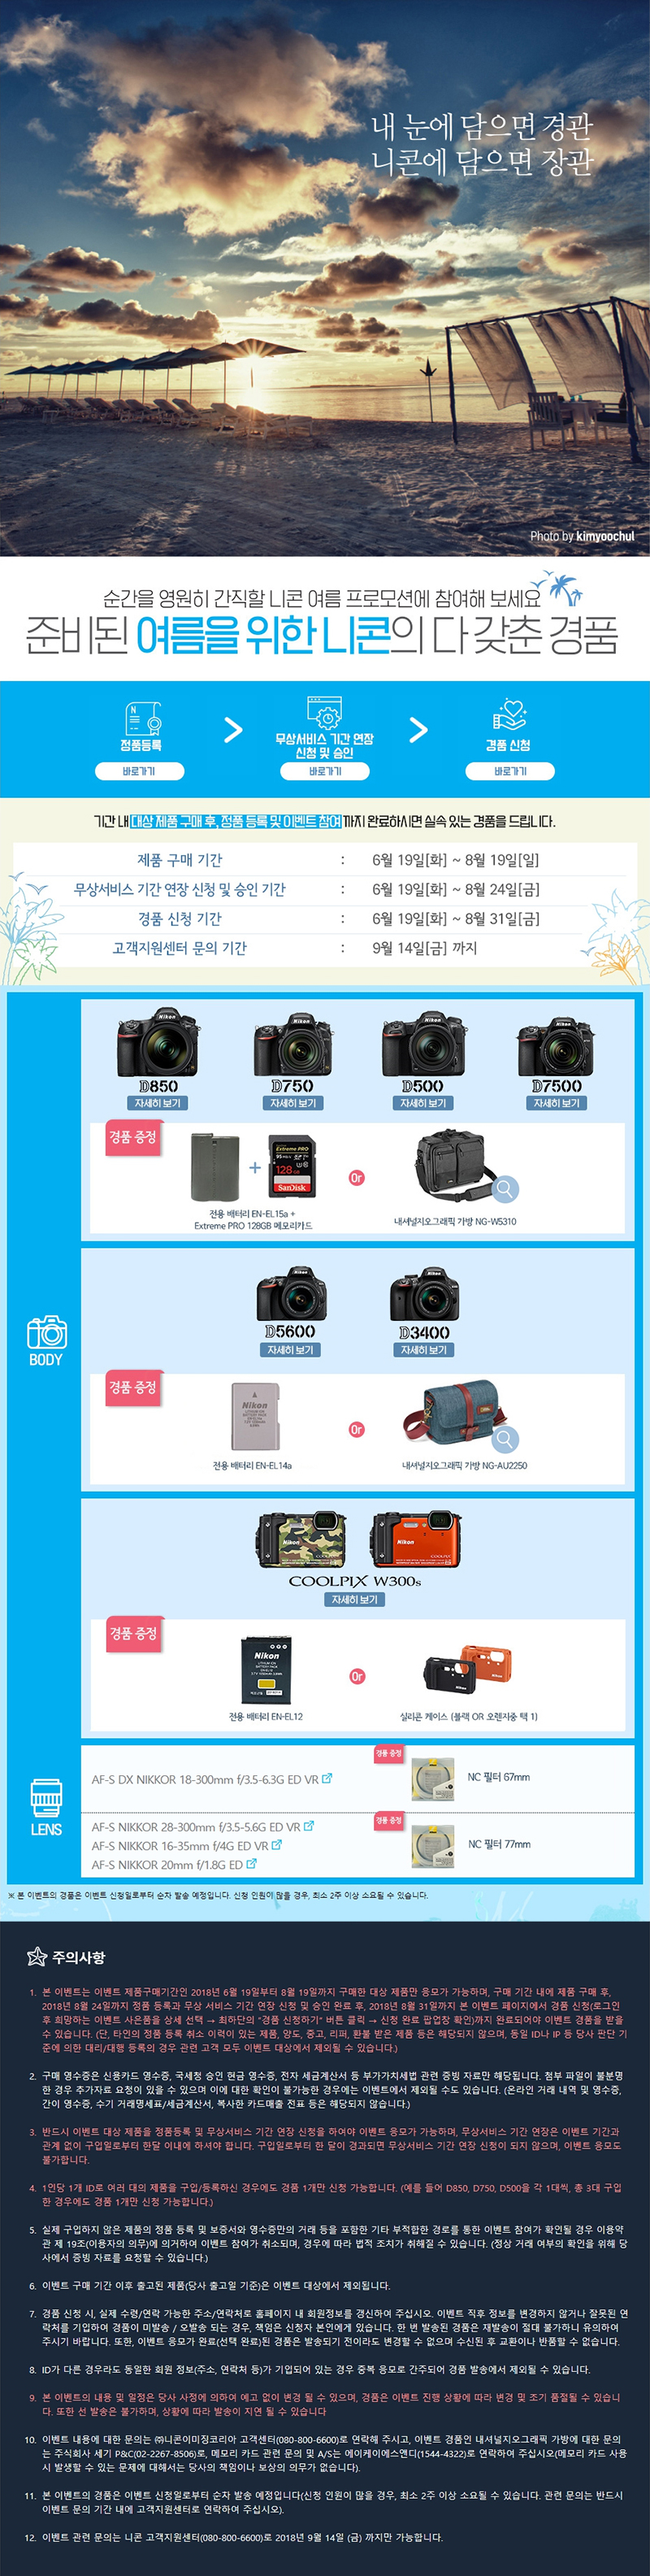 내 눈에 담으면 경관
니콘에 담으면 장관
Photo by kimyoochul
순간을 영원히 간직할 니콘 여름 프로모션에 참여해 보세요
준비된 여름을 위한 니콘의 다 갖춘 경품
정품등록
바로가기
무상서비스 기간 연장
신청 및 승인
바로가기
경품 신청
바로가기
기간 내 대상 제품 구매 후, 정품 등록 및 이벤트 참여 까지 완료하시면 실속 있는 경품을 드립니다.
제품 구매 기간 : 6월 19일[화] ~ 8월 19일[일]
무상서비스 기간 연장 신청 및 승인 기간 : 6월 19일[화] ~ 8월 24일[금]
경품 신청 기간 : 6월 19일[화] ~ 8월 31일[금]
고객지원센터 문의 기간 : 9월 14일[금] 까지
BODY
D850 D750 D500 D7500
자세히 보기 자세히 보기 자세히 보기 자세히 보기
경품 증정
Extreme PRO
128GB
SanDisk
Or
전용 배터리 EN-EL15a +
Extreme PRO 128GB 메모리카드
내셔널지오그래픽 가방 NG-W5310
D5600 D3400
자세히 보기 자세히 보기
경품 증정
Nikon
Or
전용 배터리 EN-EL14a
내셔널지오그래픽 가방 NG-AU2250
COOLPIX W300s
자세히 보기
경품 증정
Nikon
Or
전용 배터리 EN-EL12
실리콘 케이스 (블랙 OR 오렌지중 택 1)
LENS
AF-S DX NIKKOR 18-300mm f/3.5-6.3G ED VR
경품 증정
NC 필터 67mm
AF-S NIKKOR 28-300mm f/3.5-5.6G ED VR
AF-S NIKKOR 16-35mm f/4G ED VR
AF-S NIKKOR 20mm f/1.8G ED
경품 증정
NC 필터 77mm
※ 본 이벤트의 경품은 이벤트 신청일로부터 순차 발송 예정입니다. 신청 인원이 많을 경우, 최소 2주 이상 소요될 수 있습니다.
주의사항
1. 본 이벤트는 이벤트 제품구매기간인 2018년 6월 19일부터 8월 19일까지 구매한 대상 제품만 응모가 가능하며, 구매 기간 내에 제품 구매 후,
2018년 8월 24일까지 정품 등록과 무상 서비스 기간 연장 신청 및 승인 완료 후, 2018년 8월 31일까지 본 이벤트 페이지에서 경품 신청(로그인
후 희망하는 이벤트 사은품을 상세 선택 → 최하단의 "경품 신청하기" 버튼 클릭 → 신청 완료 팝업창 확인)까지 완료되어야 이벤트 경품을 받을
수 있습니다. (단, 타인의 정품 등록 취소 이력이 있는 제품, 양도, 중고, 리퍼, 환불 받은 제품 등은 해당되지 않으며, 동일 ID나 IP 등 당사 판단 기
준에 의한 대리/대행 등록의 경우 관련 고객 모두 이벤트 대상에서 제외될 수 있습니다.)
2. 구매 영수증은 신용카드 영수증, 국세청 승인 현금 영수증, 전자 세금계산서 등 부가가치세법 관련 증빙 자료만 해당됩니다. 첨부 파일이 불분명
한 경우 추가자료 요청이 있을 수 있으며 이에 대한 확인이 불가능한 경우에는 이벤트에서 제외될 수도 있습니다. (온라인 거래 내역 및 영수증,
간이 영수증, 수기 거래명세표/세금계산서, 복사한 카드매출 전표 등은 해당되지 않습니다.)
3. 반드시 이벤트 대상 제품을 정품등록 및 무상서비스 기간 연장 신청을 하여야 이벤트 응모가 가능하며, 무상서비스 기간 연장은 이벤트 기간과
관계 없이 구입일로부터 한달 이내에 하셔야 합니다. 구입일로부터 한 달이 경과되면 무상서비스 기간 연장 신청이 되지 않으며, 이벤트 응모도
불가합니다.
4. 1인당 1개 ID로 여러 대의 제품을 구입/등록하신 경우에도 경품 1개만 신청 가능합니다. (예를 들어 D850, D750, D500을 각 1대씩, 총 3대 구입
한 경우에도 경품 1개만 신청 가능합니다.)
5. 실제 구입하지 않은 제품의 정품 등록 및 보증서와 영수증만의 거래 등을 포함한 기타 부적합한 경로를 통한 이벤트 참여가 확인될 경우 이용약
관 제 19조(이용자의 의무)에 의거하여 이벤트 참여가 취소되며, 경우에 따라 법적 조치가 취해질 수 있습니다. (정상 거래 여부의 확인을 위해 당
사에서 증빙 자료를 요청할 수 있습니다.)
6. 이벤트 구매 기간 이후 출고된 제품(당사 출고일 기준)은 이벤트 대상에서 제외됩니다.
7. 경품 신청 시, 실제 수령/연락 가능한 주소/연락처로 홈페이지 내 회원정보를 갱신하여 주십시오. 이벤트 직후 정보를 변경하지 않거나 잘못된 연
락처를 기입하여 경품이 미발송 / 오발송 되는 경우, 책임은 신청자 본인에게 있습니다. 한 번 발송된 경품은 재발송이 절대 불가하니 유의하여
주시기 바랍니다. 또한, 이벤트 응모가 완료(선택 완료)된 경품은 발송되기 전이라도 변경할 수 없으며 수신된 후 교환이나 반품할 수 없습니다.
8. ID가 다른 경우라도 동일한 회원 정보(주소, 연락처 등)가 기입되어 있는 경우 중복 응모로 간주되어 경품 발송에서 제외될 수 있습니다.
9. 본 이벤트의 내용 및 일정은 당사 사정에 의하여 예고 없이 변경 될 수 있으며, 경품은 이벤트 진행 상황에 따라 변경 및 조기 품절될 수 있습니
다. 또한 선 발송은 불가하며, 상황에 따라 발송이 지연 될 수 있습니다
10. 이벤트 내용에 대한 문의는 ㈜니콘이미징코리아 고객센터(080-800-6600)로 연락해 주시고, 이벤트 경품인 내셔널지오그래픽 가방에 대한 문의
는 주식회사 세기 P&C(02-2267-8506)로, 메모리 카드 관련 문의 및 A/S는 에이케이에스앤디(1544-4322)로 연락하여 주십시오(메모리 카드 사용
시 발생할 수 있는 문제에 대해서는 당사의 책임이나 보상의 의무가 없습니다).
11. 본 이벤트의 경품은 이벤트 신청일로부터 순차 발송 예정입니다(신청 인원이 많을 경우, 최소 2주 이상 소요될 수 있습니다. 관련 문의는 반드시
이벤트 문의 기간 내에 고객지원센터로 연락하여 주십시오).
12. 이벤트 관련 문의는 니콘 고객지원센터(080-800-6600)로 2018년 9월 14일 (금) 까지만 가능합니다.